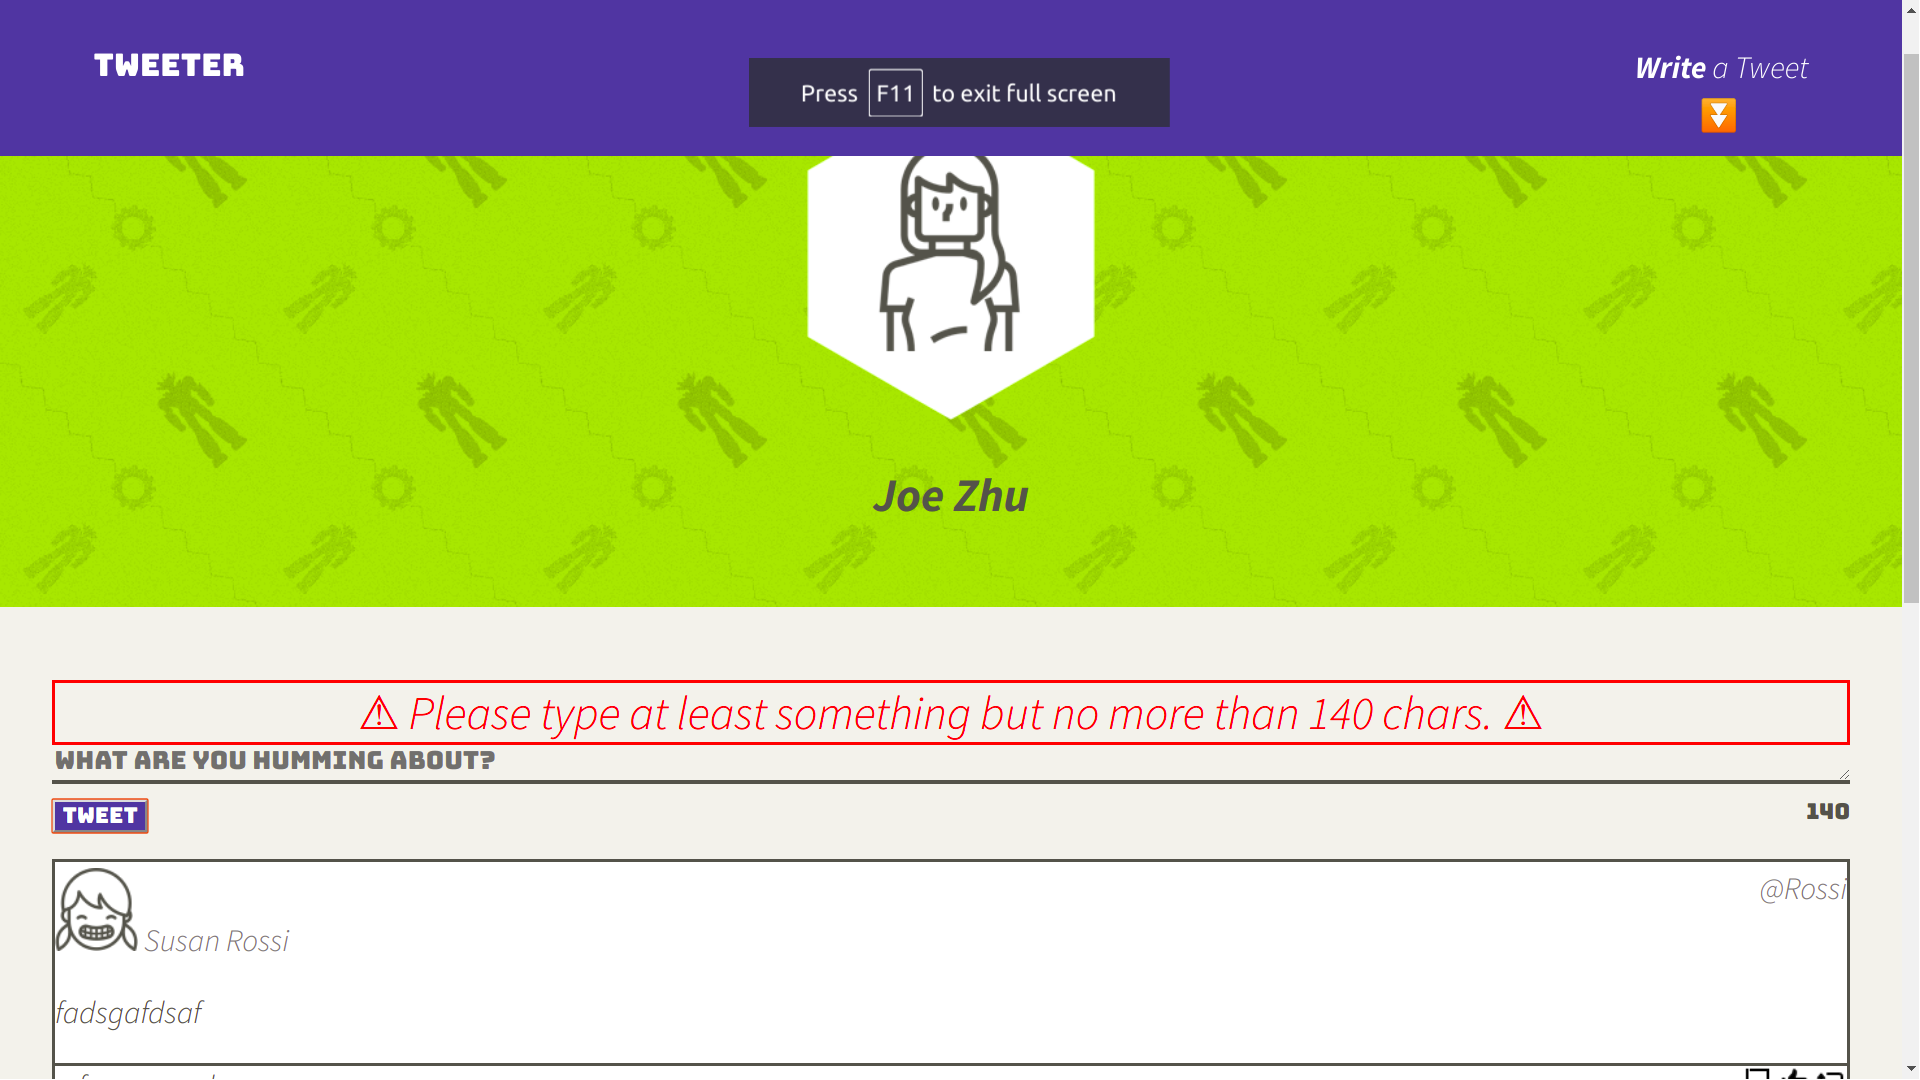 TWEETER
Press F11 to exit full screen
Write a Tweet
Joe Zhu
⚠ Please type at least something but no more than 140 chars. ⚠
WHAT ARE YOU HUMMING ABOUT?
TWEET
140
@Rossi
Susan Rossi
fadsgafdsaf